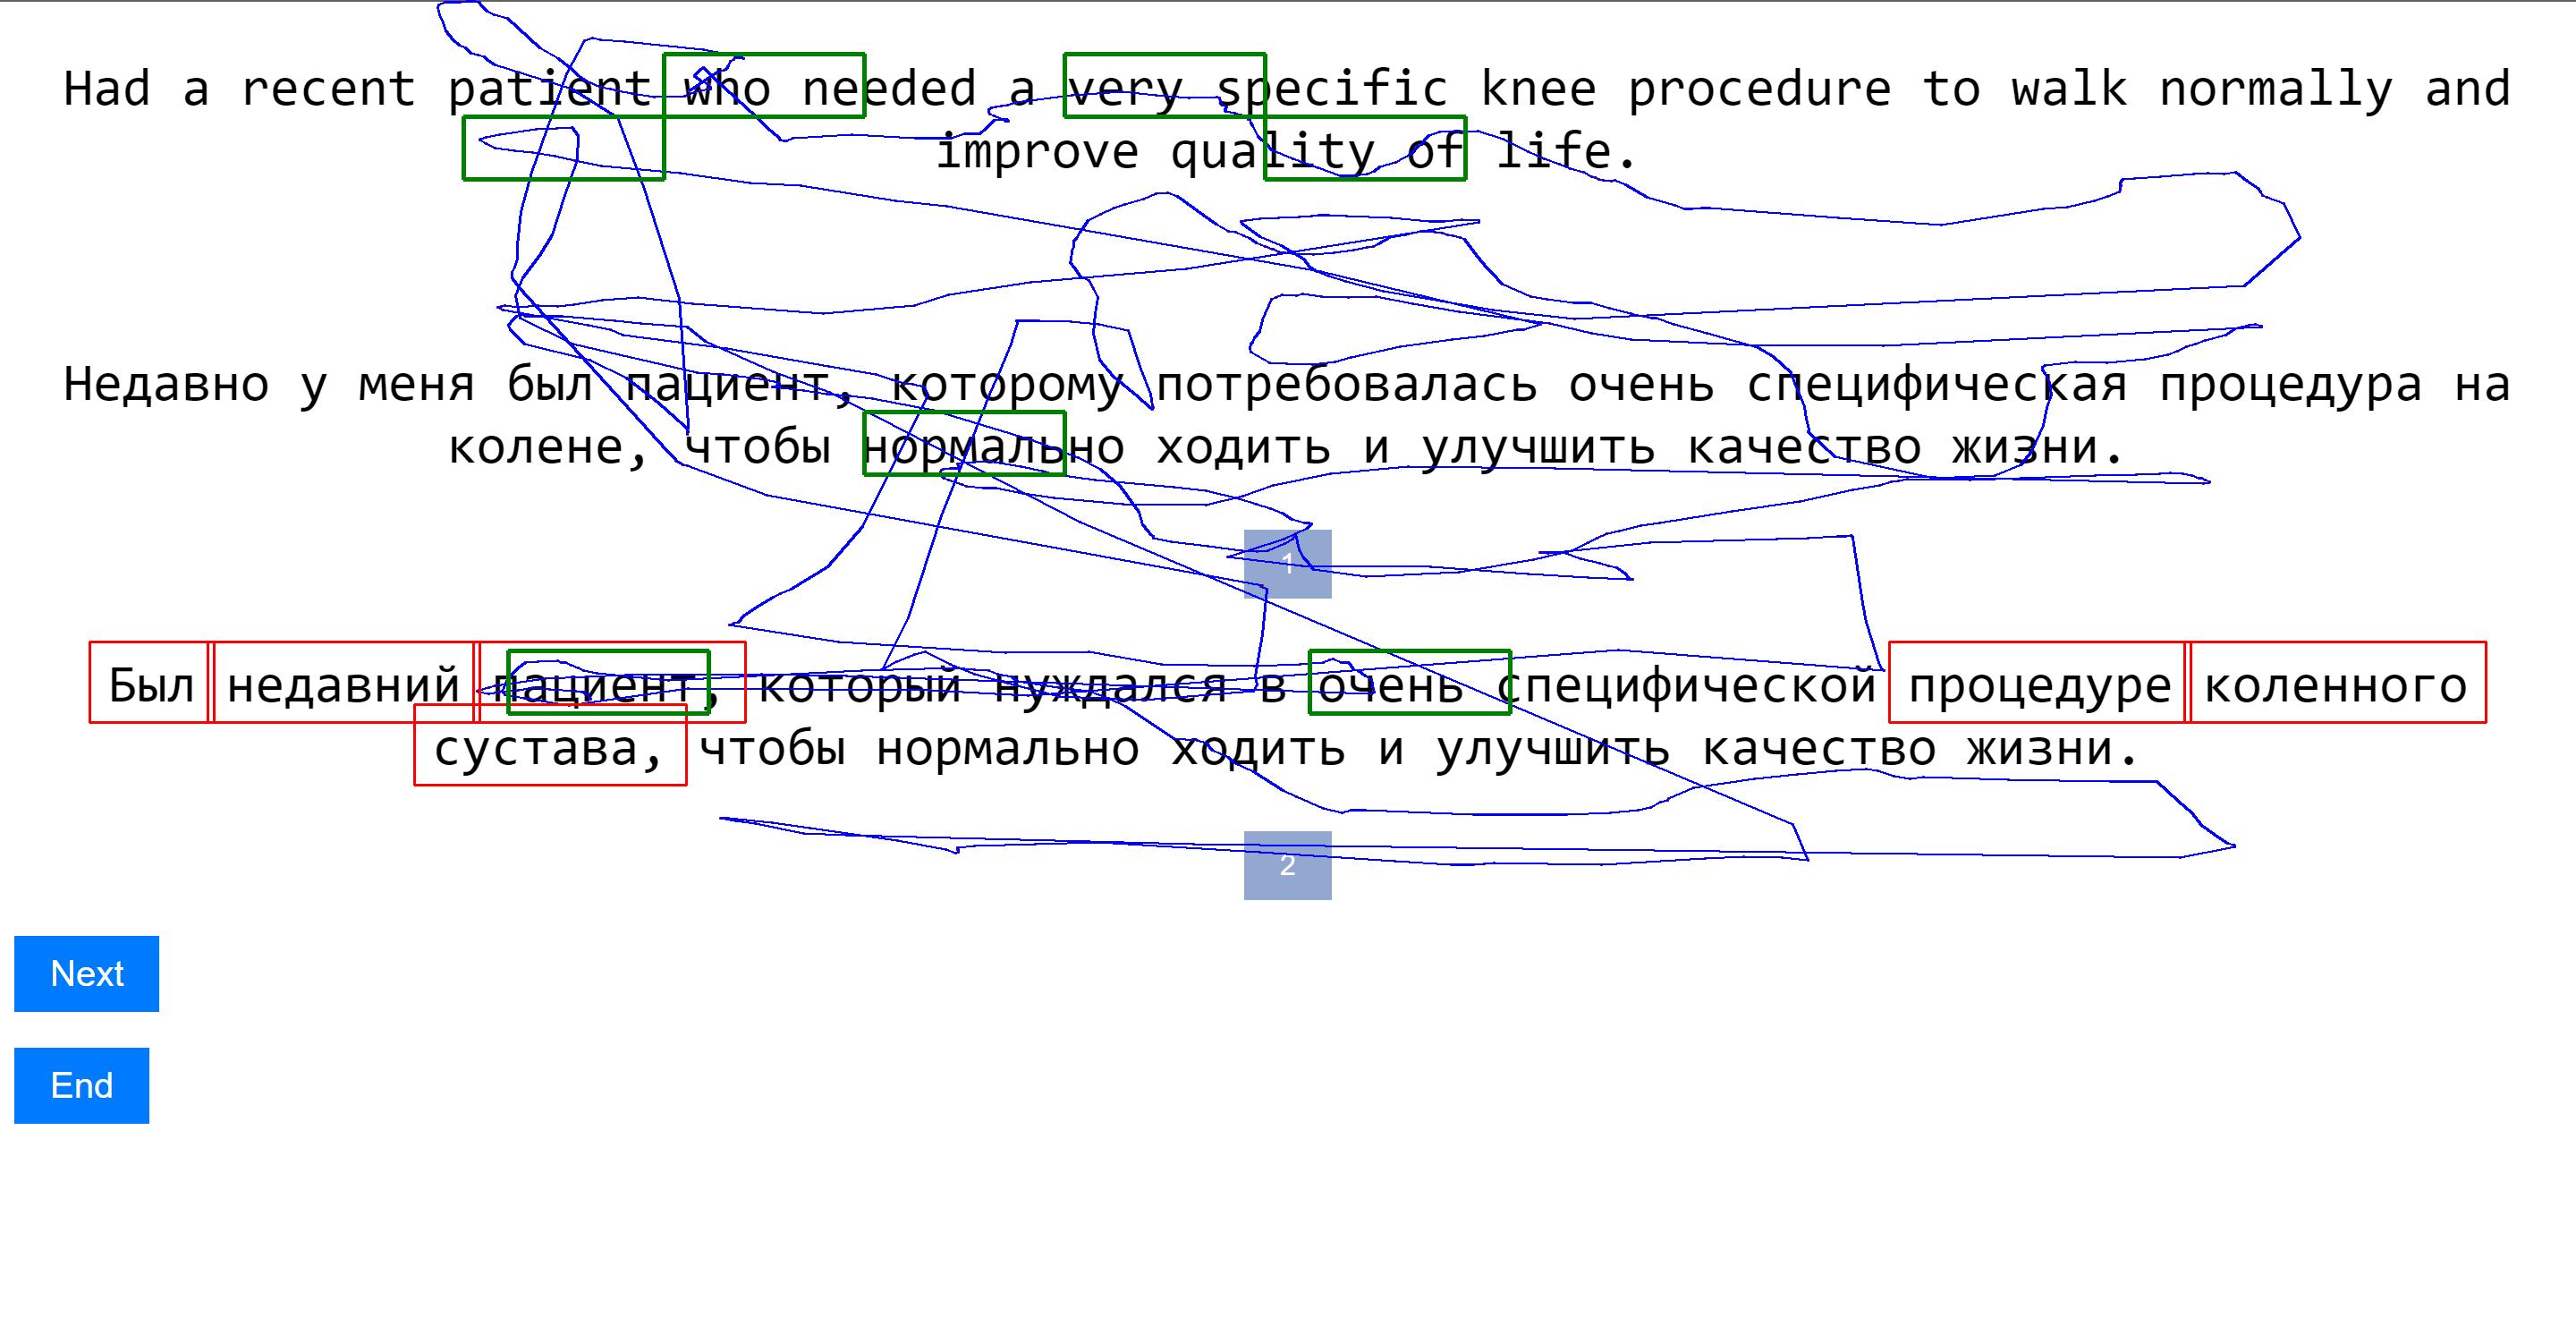 Had a recent patient who needed a very specific knee procedure to walk normally and
improve quality of life.
Недавно у меня был пациент, которому потребовалась очень специфическая процедура на
колене, чтобы нормально ходить и улучшить качество жизни.
1
Был недавний пациент, который нуждался в очень специфической процедуре коленного
сустава, чтобы нормально ходить и улучшить качество жизни.
2
Next
End